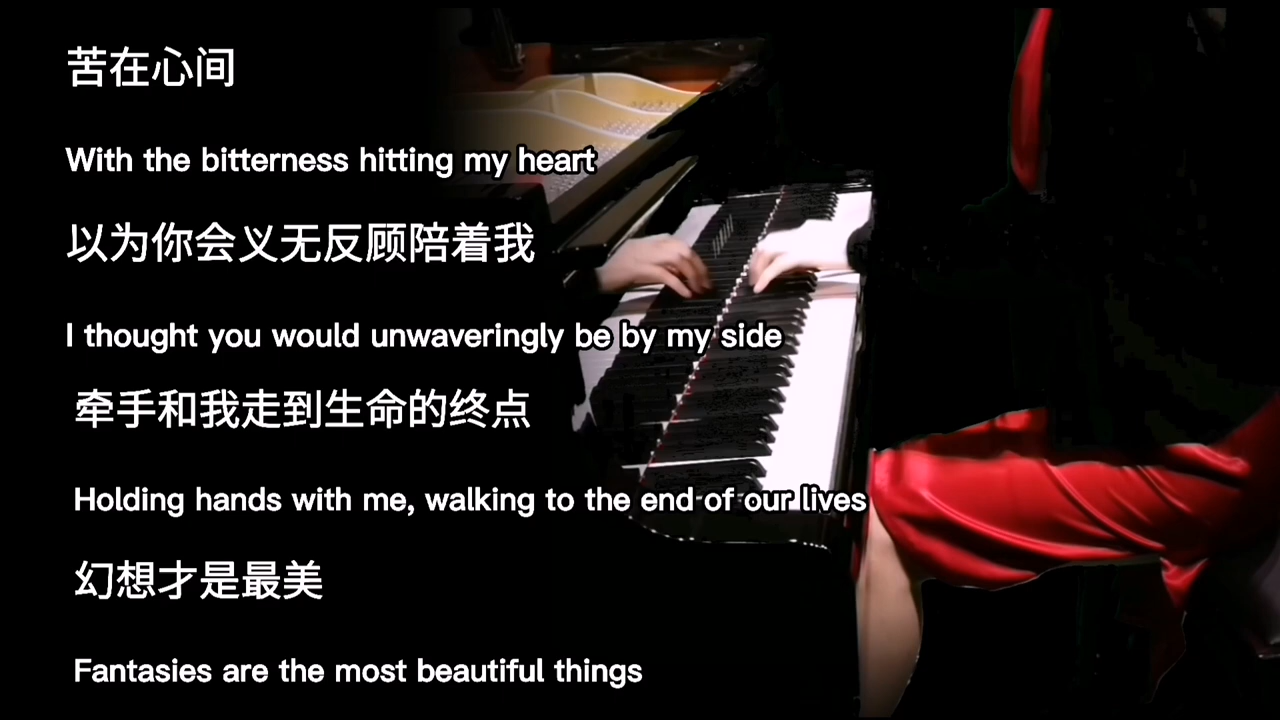 苦在心间
With the bitterness hitting my heart
以为你会义无反顾陪着我
I thought you would unwaveringly be by my side
牵手和我走到生命的终点
Holding hands with me, walking to the end of our lives
幻想才是最美
Fantasies are the most beautiful things